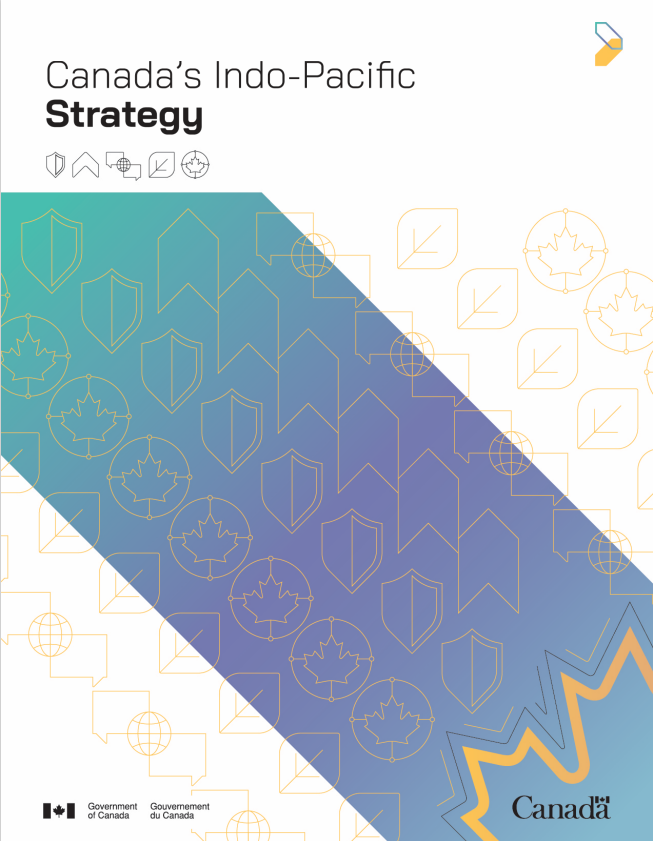 Canada's Indo-Pacific
Strategy
Government
of Canada
Gouvernement
du Canada
Canada